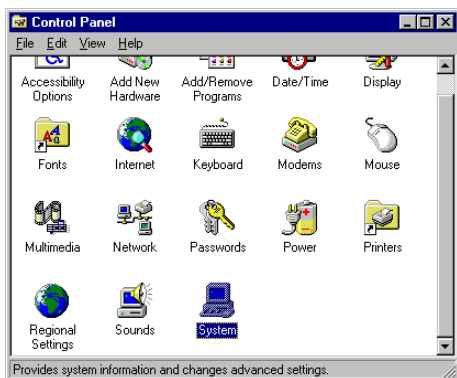 Control Panel
File Edit View Help
Accessibility Options
Add New Hardware
Add/Remove Programs
Date/Time
Display
Fonts
Internet
Keyboard
Modems
Mouse
Multimedia
Network
Passwords
Power
Printers
Regional Settings
Sounds
System
Provides system information and changes advanced settings.